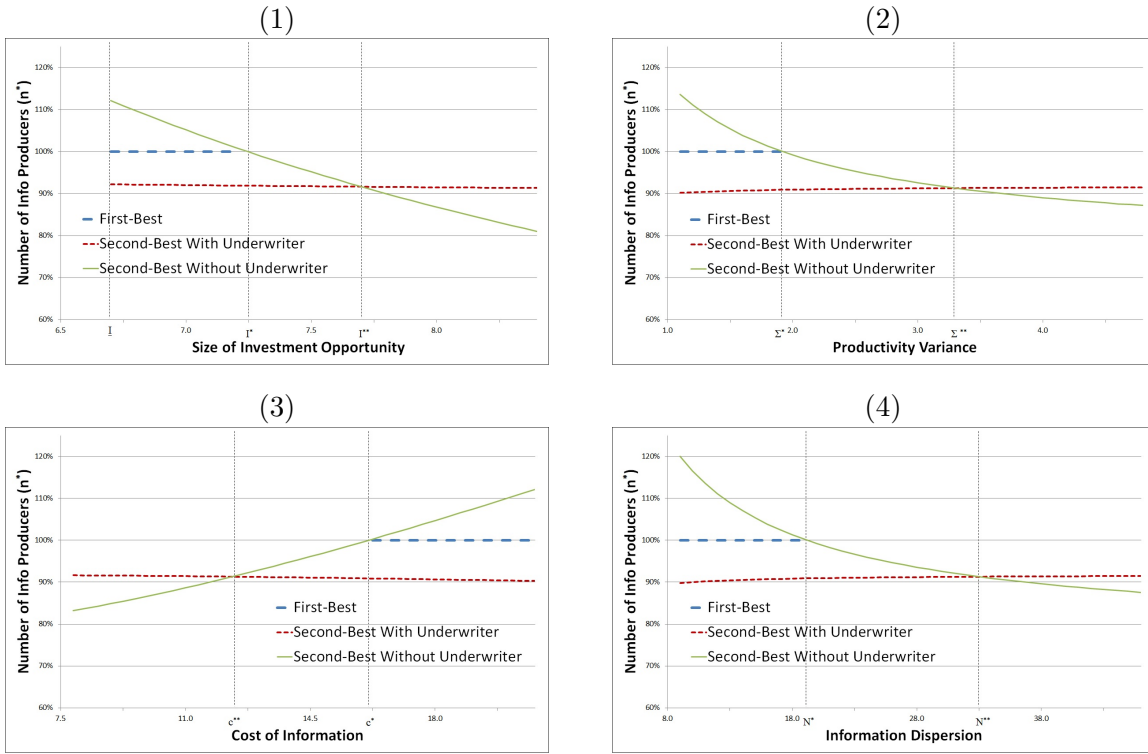 (1)
Number of Info Producers (n*)
120%
110%
100%
90%
80%
70%
60%
First-Best
Second-Best With Underwriter
Second-Best Without Underwriter
6.5 I 7.0 I* 7.5 I** 8.0
Size of Investment Opportunity
(2)
Number of Info Producers (n*)
120%
110%
100%
90%
80%
70%
60%
First-Best
Second-Best With Underwriter
Second-Best Without Underwriter
1.0 Σ* 2.0 3.0 Σ** 4.0
Productivity Variance
(3)
Number of Info Producers (n*)
120%
110%
100%
90%
80%
70%
60%
First-Best
Second-Best With Underwriter
Second-Best Without Underwriter
7.5 11.0 c** 14.5 c* 18.0
Cost of Information
(4)
Number of Info Producers (n*)
120%
110%
100%
90%
80%
70%
60%
First-Best
Second-Best With Underwriter
Second-Best Without Underwriter
8.0 18.0 N* 28.0 N** 38.0
Information Dispersion